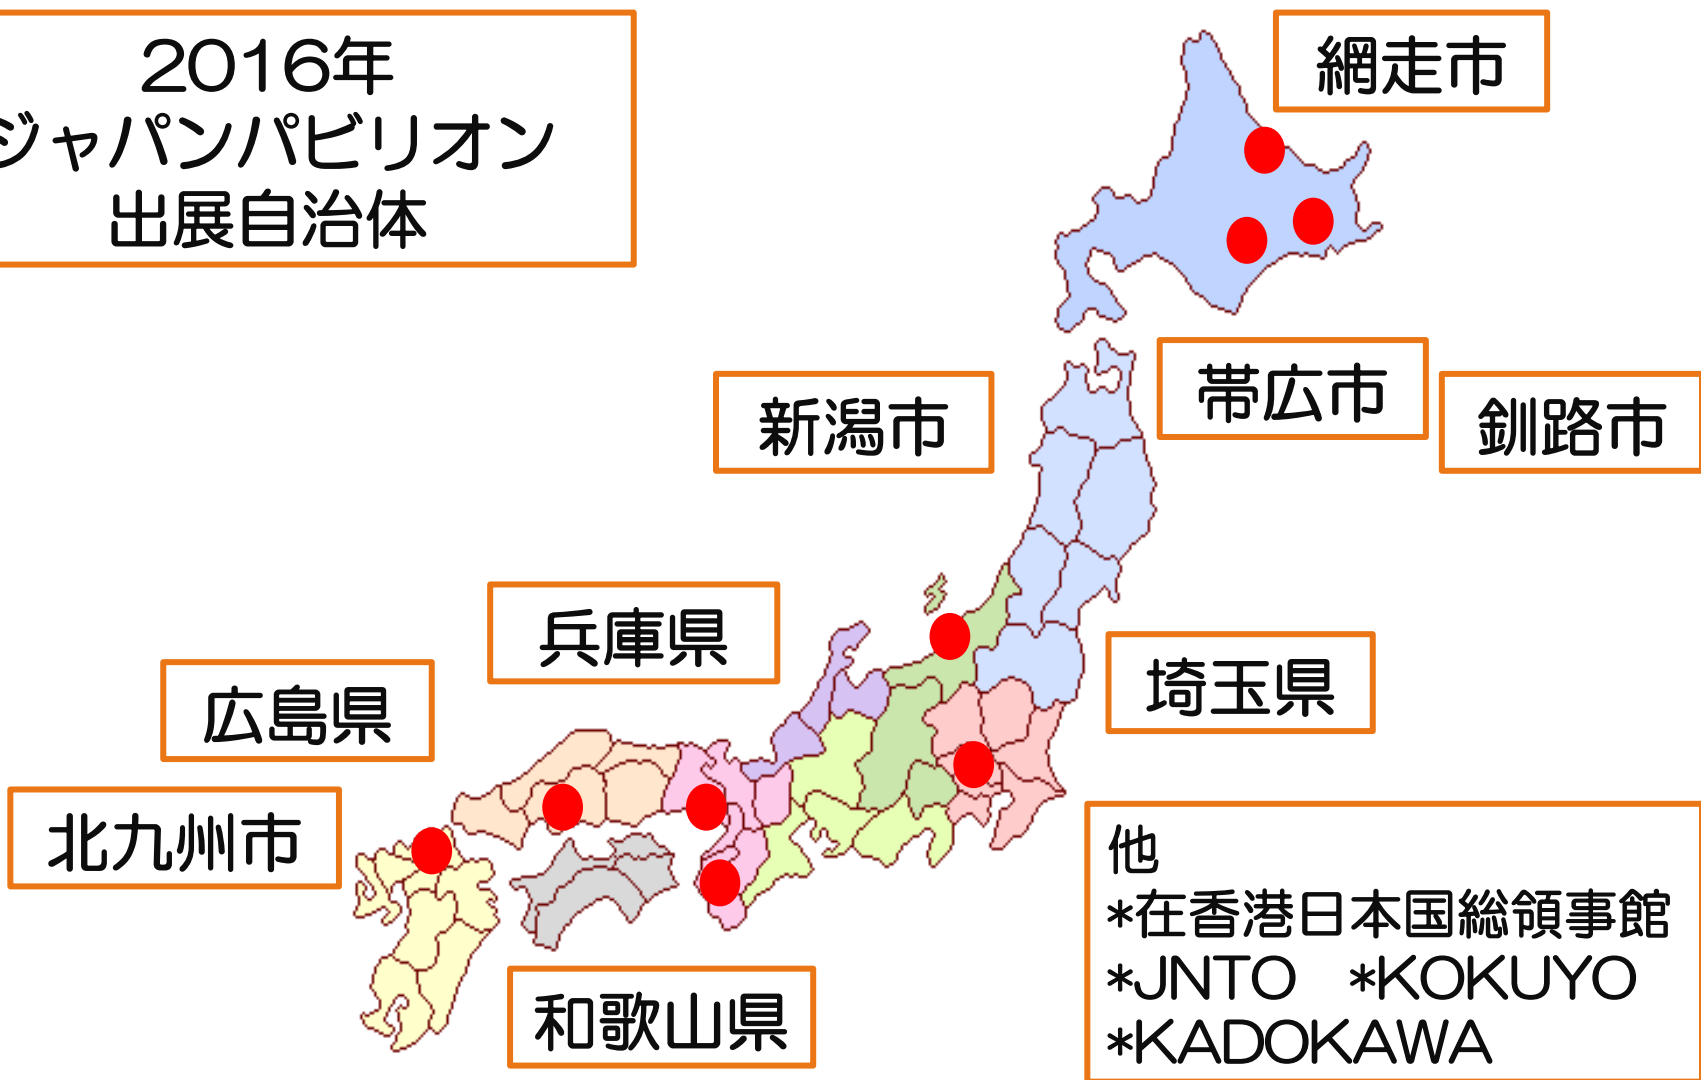 2016年
ジャパンパビリオン
出展自治体
網走市
帯広市
釧路市
新潟市
兵庫県
広島県
埼玉県
北九州市
和歌山県
他
*在香港日本国総領事館
*JNTO *KOKUYO
*KADOKAWA